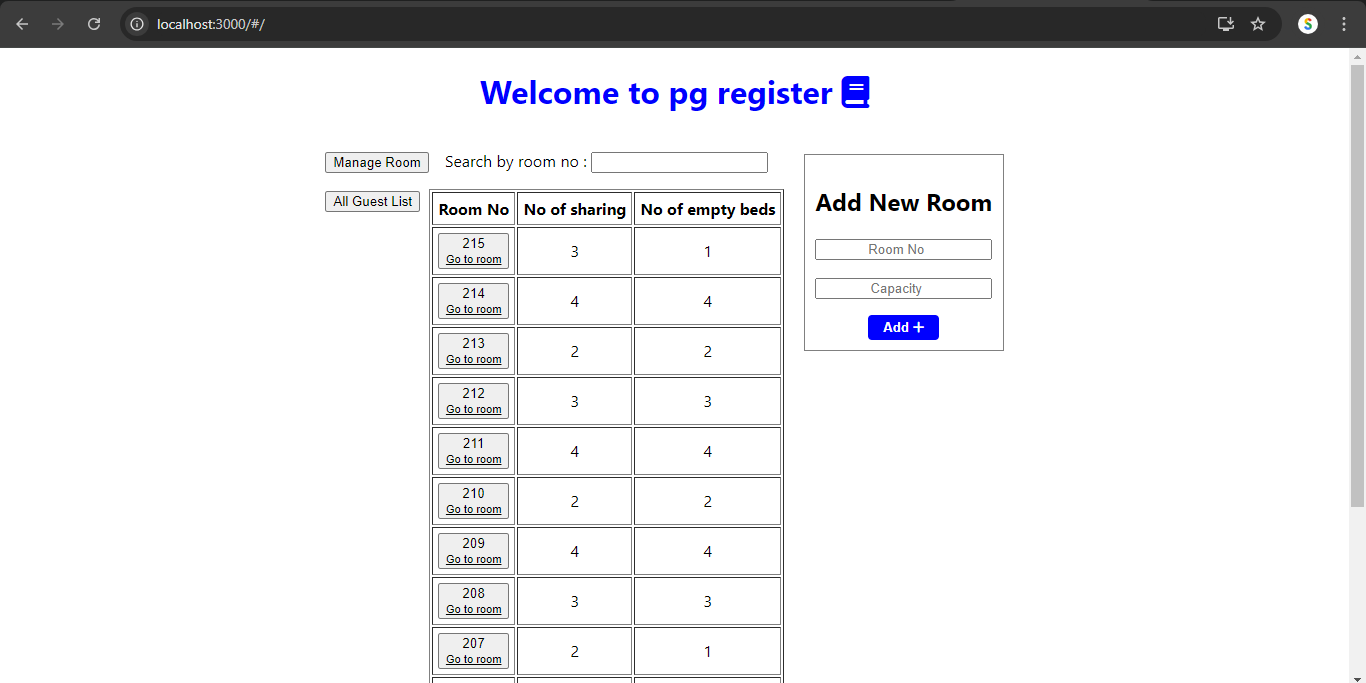 localhost:3000/#/
S
Welcome to pg register
Manage Room
Search by room no :
All Guest List
Room No No of sharing No of empty beds
215
Go to room
3 1
214
Go to room
4 4
213
Go to room
2 2
212
Go to room
3 3
211
Go to room
4 4
210
Go to room
2 2
209
Go to room
4 4
208
Go to room
3 3
207
Go to room
2 1
Add New Room
Room No
Capacity
Add +